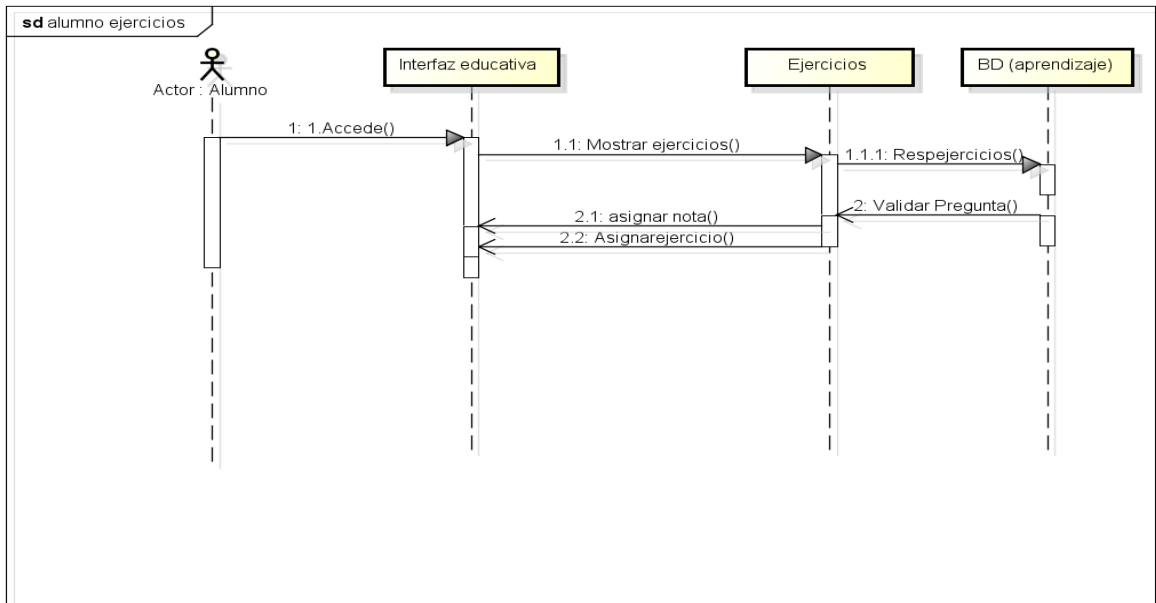 sd alumno ejercicios
Actor : Alumno
Interfaz educativa
Ejercicios
BD (aprendizaje)
1: 1.Accede()
1.1: Mostrar ejercicios()
1.1.1: Respejercicios()
2: Validar Pregunta()
2.1: asignar nota()
2.2: Asignarejercicio()